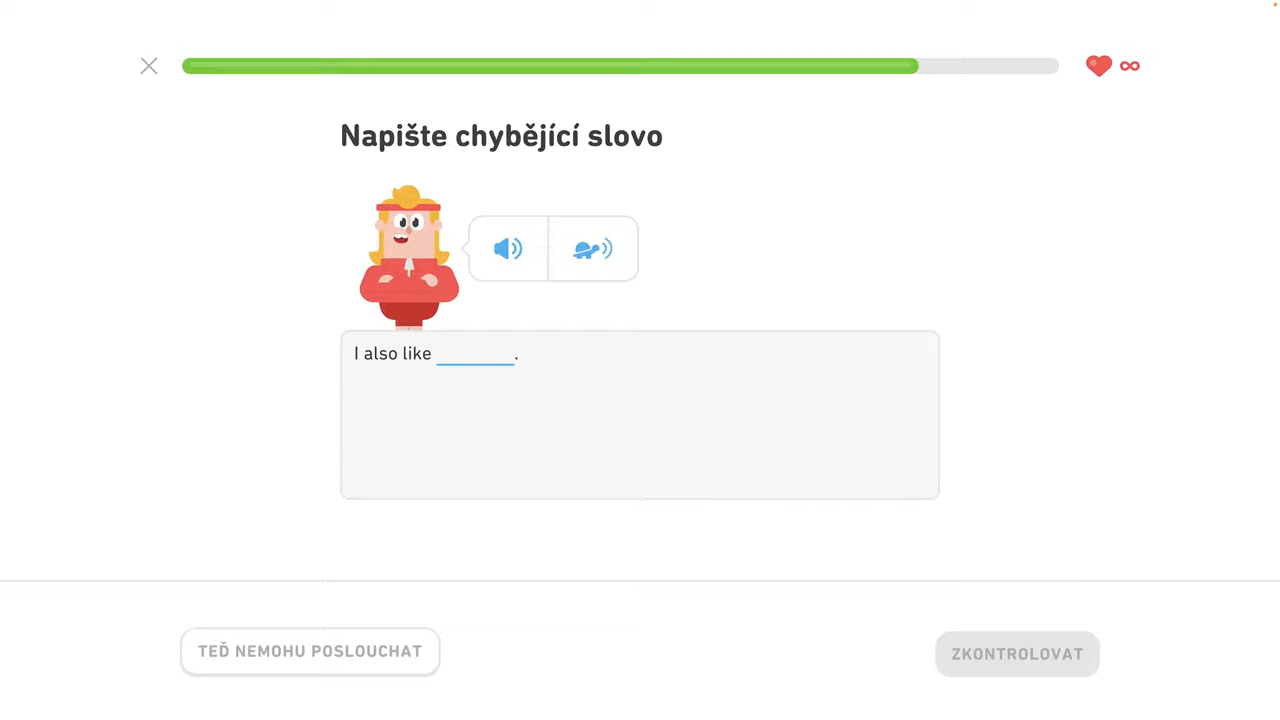 Napište chybějící slovo
I also like ________.
TEĎ NEMOHU POSLOUCHAT
ZKONTROLOVAT